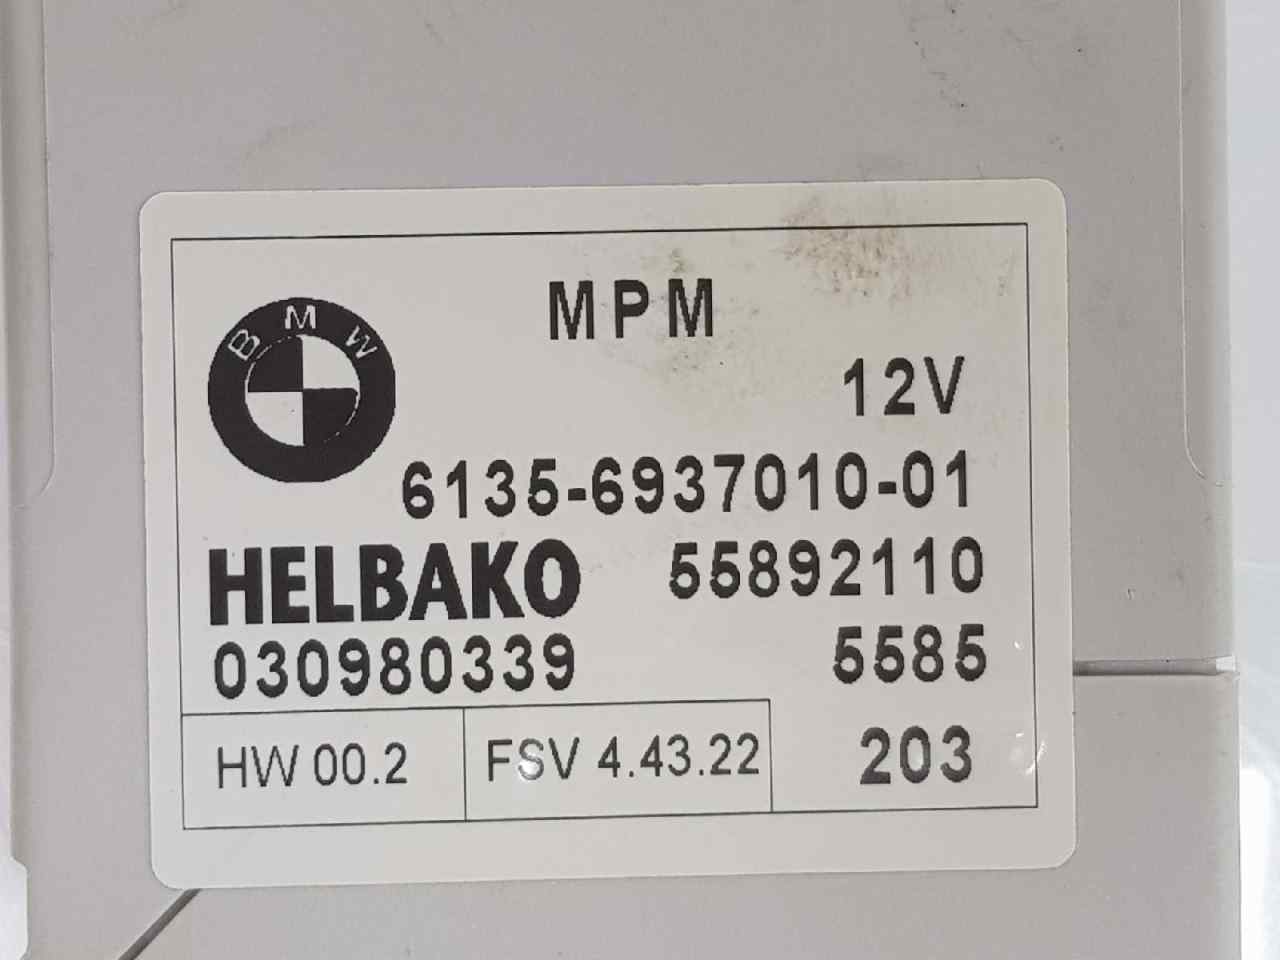 MPM
BMW
12V
6135-6937010-01
HELBAKO 55892110
030980339 5585
HW 00.2 FSV 4.43.22 203